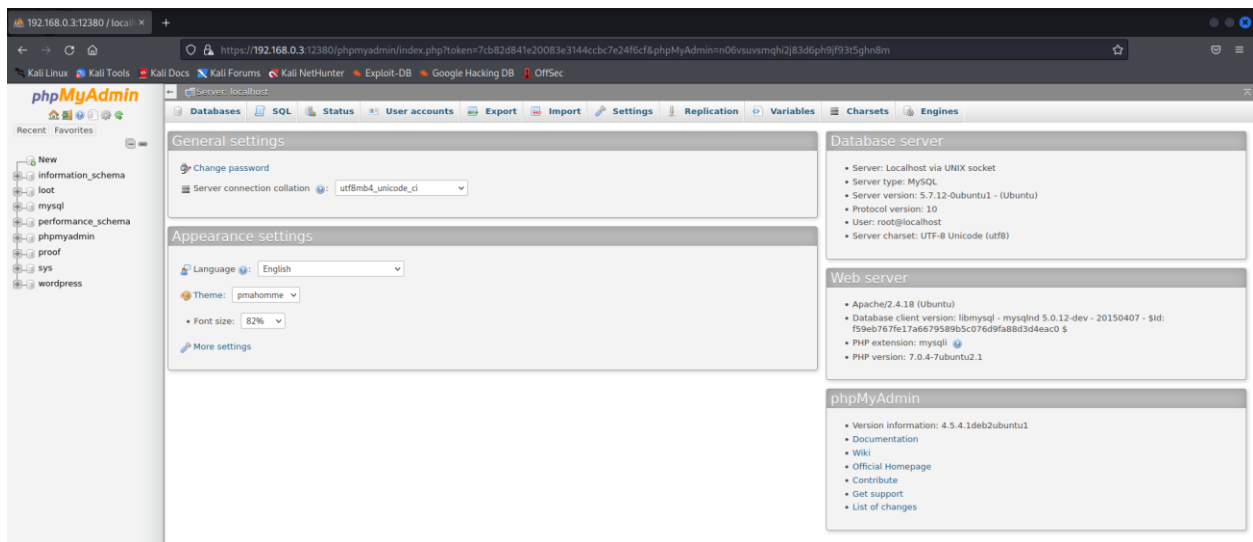 192.168.0.3:12380 / locall
https://192.168.0.3:12380/phpmyadmin/index.php?token=7cb82d841e20083e3144ccbc7e24f6cf&phpMyAdmin=n06vsuvsmqhi2j83d6ph9jf93t5ghn8m
Kali Linux Kali Tools Kali Docs Kali Forums Kali NetHunter Exploit-DB Google Hacking DB OffSec
phpMyAdmin
Recent Favorites
New
information_schema
loot
mysql
performance_schema
phpmyadmin
proof
sys
wordpress
Server: localhost
Databases SQL Status User accounts Export Import Settings Replication Variables Charsets Engines
General settings
Change password
Server connection collation : utf8mb4_unicode_ci
Appearance settings
Language : English
Theme: pmahomme
• Font size: 82%
More settings
Database server
• Server: Localhost via UNIX socket
• Server type: MySQL
• Server version: 5.7.12-0ubuntu1 - (Ubuntu)
• Protocol version: 10
• User: root@localhost
• Server charset: UTF-8 Unicode (utf8)
Web server
• Apache/2.4.18 (Ubuntu)
• Database client version: libmysql - mysqlnd 5.0.12-dev - 20150407 - $Id:
f59eb767fe17a6679589b5c076d9fa88d3d4eac0 $
• PHP extension: mysqli
• PHP version: 7.0.4-7ubuntu2.1
phpMyAdmin
• Version information: 4.5.4.1deb2ubuntu1
• Documentation
• Wiki
• Official Homepage
• Contribute
• Get support
• List of changes